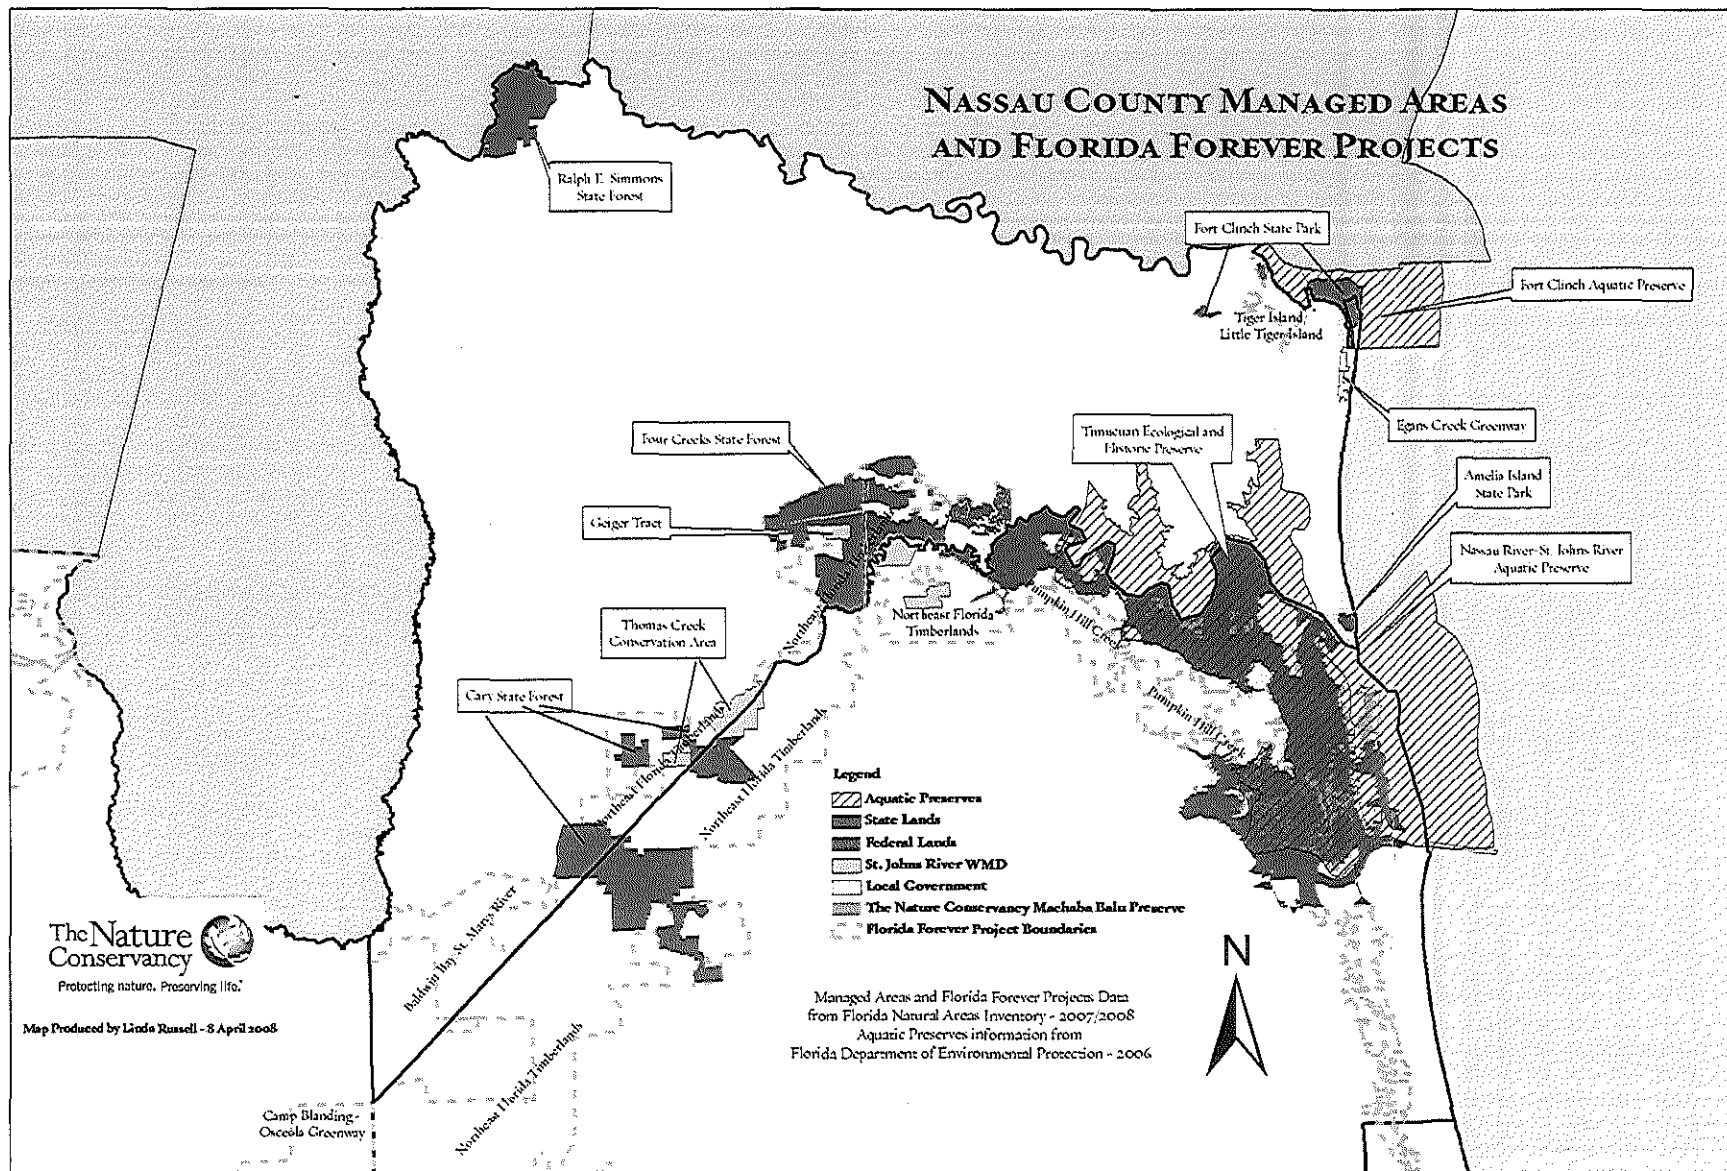 NASSAU COUNTY MANAGED AREAS
AND FLORIDA FOREVER PROJECTS
Ralph E. Simmons
State Forest
Fort Clinch State Park
Fort Clinch Aquatic Preserve
Tiger Island/
Little Tiger Island
Egans Creek Greenway
Four Creeks State Forest
Timucuan Ecological and
Historic Preserve
Amelia Island
State Park
Geiger Tract
Nassau River-St. Johns River
Aquatic Preserve
Northeast Florida
Timberlands
Pumpkin Hill Creek
Thomas Creek
Conservation Area
Cary State Forest
Pumpkin Hill Creek
Northeast Florida Timberlands
Northeast Florida Timberlands
Legend
Aquatic Preserves
State Lands
Federal Lands
St. Johns River WMD
Local Government
The Nature Conservancy Machaba Balu Preserve
Florida Forever Project Boundaries
Baldwin Bay-St. Marys River
The Nature
Conservancy
Protecting nature. Preserving life.
Map Produced by Linda Russell - 8 April 2008
N
Managed Areas and Florida Forever Projects Data
from Florida Natural Areas Inventory - 2007/2008
Aquatic Preserves information from
Florida Department of Environmental Protection - 2006
Northeast Florida Timberlands
Camp Blanding -
Osceola Greenway